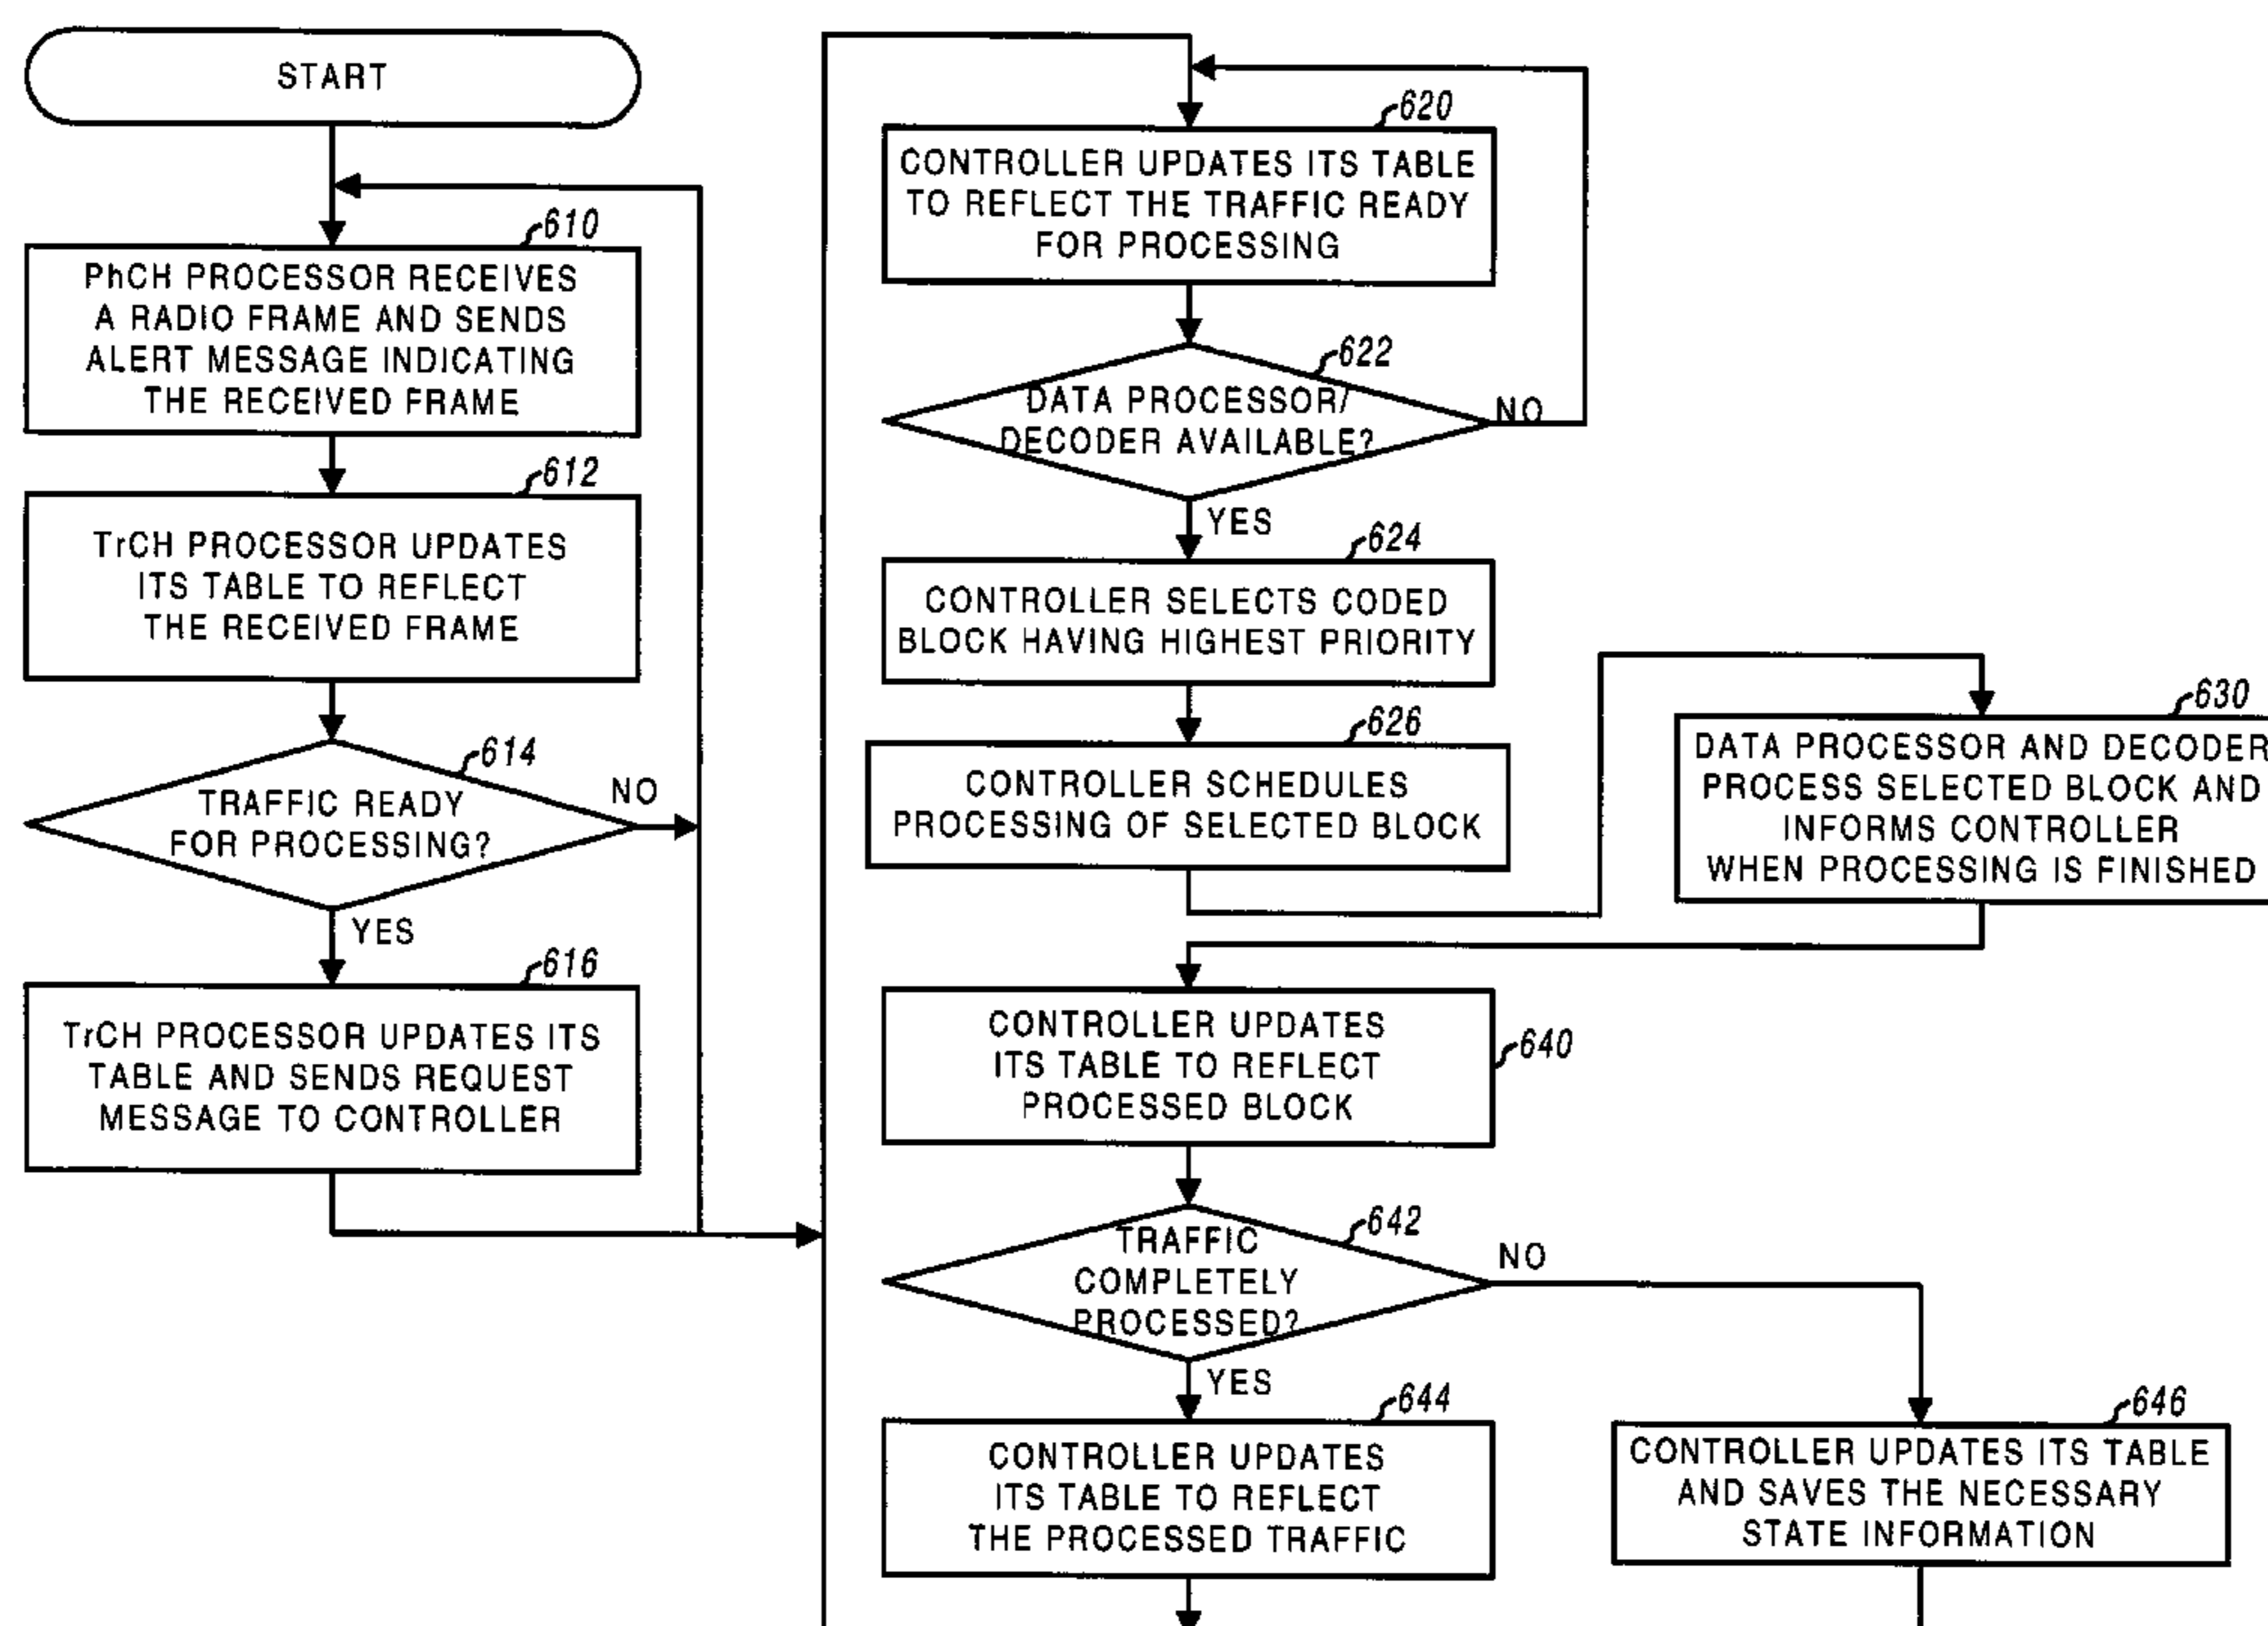 START
610
PhCH PROCESSOR RECEIVES
A RADIO FRAME AND SENDS
ALERT MESSAGE INDICATING
THE RECEIVED FRAME
612
TrCH PROCESSOR UPDATES
ITS TABLE TO REFLECT
THE RECEIVED FRAME
614
TRAFFIC READY
FOR PROCESSING?
NO
YES
616
TrCH PROCESSOR UPDATES ITS
TABLE AND SENDS REQUEST
MESSAGE TO CONTROLLER
620
CONTROLLER UPDATES ITS TABLE
TO REFLECT THE TRAFFIC READY
FOR PROCESSING
622
DATA PROCESSOR/
DECODER AVAILABLE?
NO
YES
624
CONTROLLER SELECTS CODED
BLOCK HAVING HIGHEST PRIORITY
626
CONTROLLER SCHEDULES
PROCESSING OF SELECTED BLOCK
630
DATA PROCESSOR AND DECODER
PROCESS SELECTED BLOCK AND
INFORMS CONTROLLER
WHEN PROCESSING IS FINISHED
640
CONTROLLER UPDATES
ITS TABLE TO REFLECT
PROCESSED BLOCK
642
TRAFFIC
COMPLETELY
PROCESSED?
NO
YES
644
CONTROLLER UPDATES
ITS TABLE TO REFLECT
THE PROCESSED TRAFFIC
646
CONTROLLER UPDATES ITS TABLE
AND SAVES THE NECESSARY
STATE INFORMATION